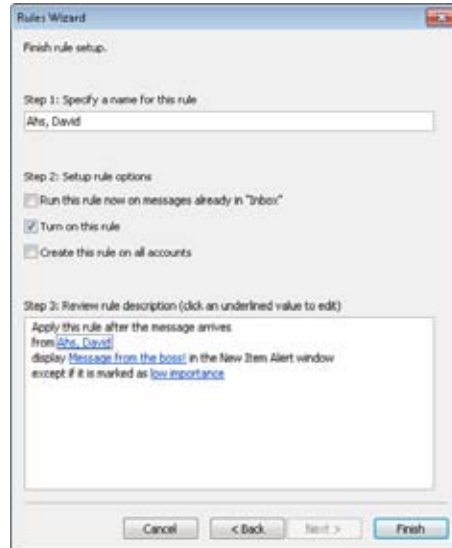 Rules Wizard
Finish rule setup.
Step 1: Specify a name for this rule
Ahs, David
Step 2: Setup rule options
Run this rule now on messages already in "Inbox"
Turn on this rule
Create this rule on all accounts
Step 3: Review rule description (click an underlined value to edit)
Apply this rule after the message arrives
from Ahs, David
display Message from the boss! in the New Item Alert window
except if it is marked as low importance
Cancel < Back Next > Finish